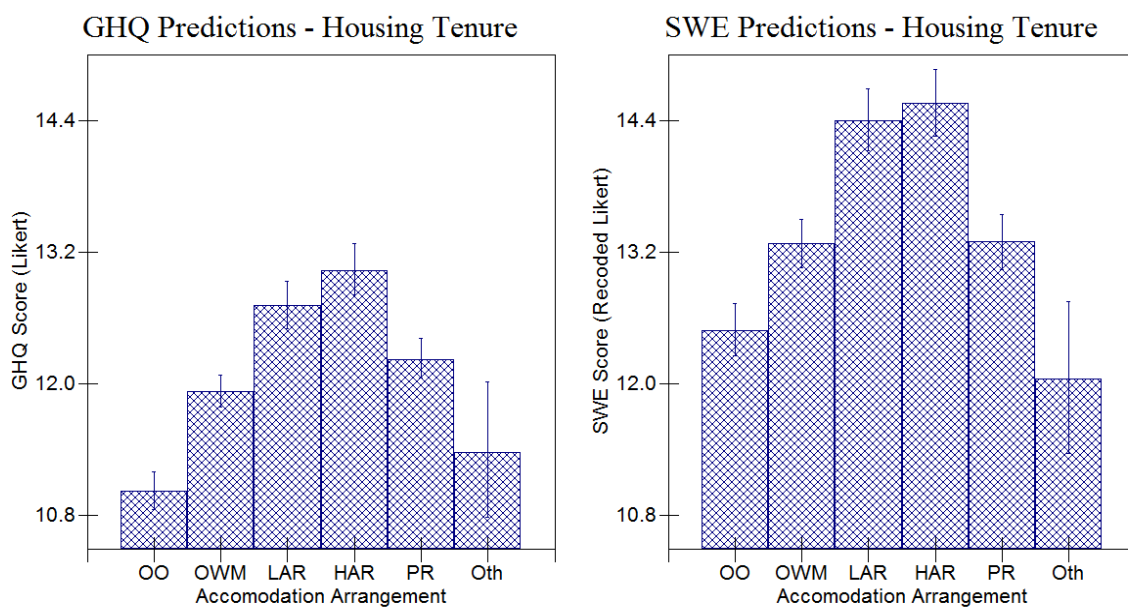 GHQ Predictions - Housing Tenure
GHQ Score (Likert)
14.4
13.2
12.0
10.8
OO OWM LAR HAR PR Oth
Accomodation Arrangement
SWE Predictions - Housing Tenure
SWE Score (Recoded Likert)
14.4
13.2
12.0
10.8
OO OWM LAR HAR PR Oth
Accomodation Arrangement